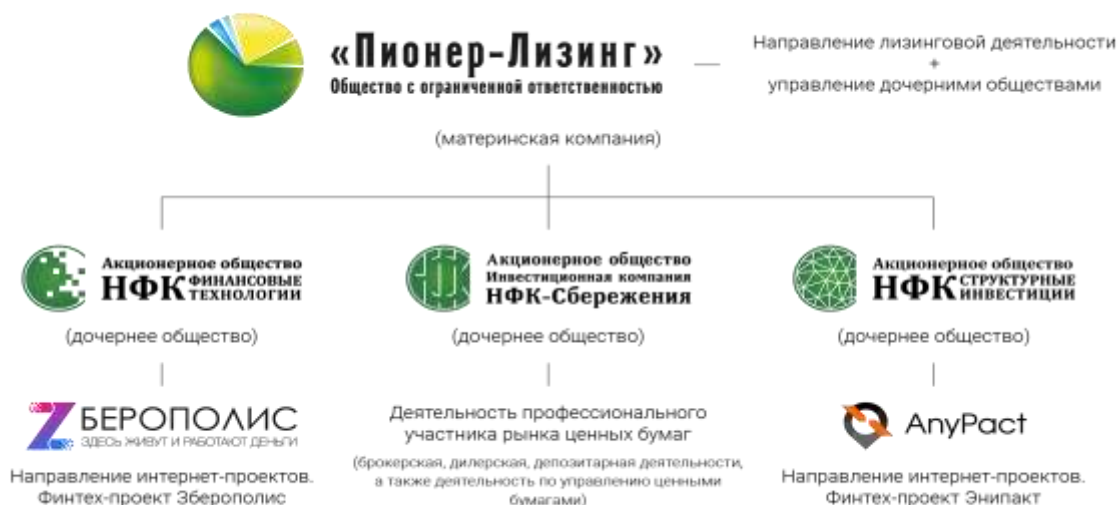 «Пионер-Лизинг»
Общество с ограниченной ответственностью
Направление лизинговой деятельности
+
управление дочерними обществами
(материнская компания)
Акционерное общество
НФК ФИНАНСОВЫЕ
ТЕХНОЛОГИИ
(дочернее общество)
ZБЕРОПОЛИС
ЗДЕСЬ ЖИВУТ И РАБОТАЮТ ДЕНЬГИ
Направление интернет-проектов.
Финтех-проект Зберополис
Акционерное общество
Инвестиционная компания
НФК-Сбережения
(дочернее общество)
Деятельность профессионального
участника рынка ценных бумаг
(брокерская, дилерская, депозитарная деятельности,
а также деятельность по управлению ценными
бумагами)
Акционерное общество
НФК СТРУКТУРНЫЕ
ИНВЕСТИЦИИ
(дочернее общество)
AnyPact
Направление интернет-проектов.
Финтех-проект Энипакт